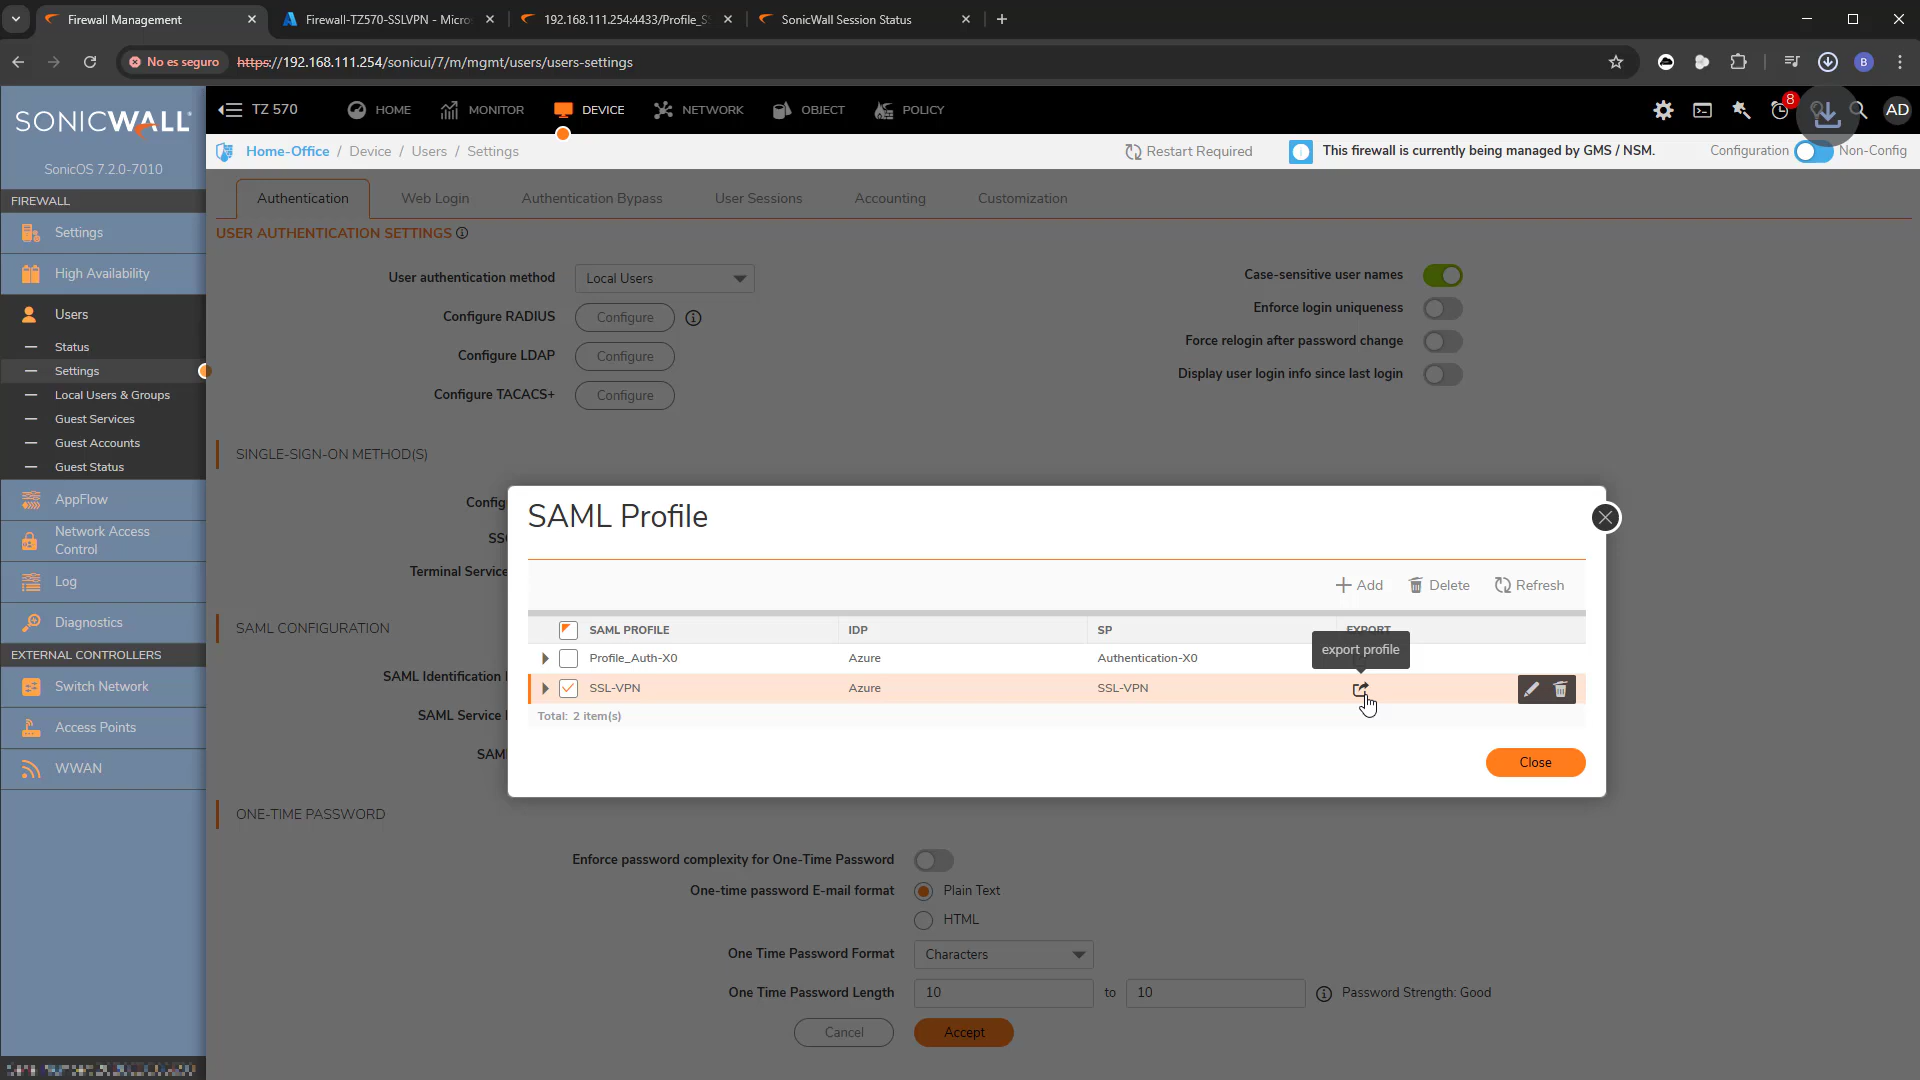 Firewall Management
Firewall-TZ570-SSLVPN - Micro
192.168.111.254:4433/Profile_S
SonicWall Session Status
No es seguro
https://192.168.111.254/sonicui/7/m/mgmt/users/users-settings
B
SONICWALL
SonicOS 7.2.0-7010
TZ 570
HOME
MONITOR
DEVICE
NETWORK
OBJECT
POLICY
8
AD
Home-Office / Device / Users / Settings
Restart Required
This firewall is currently being managed by GMS / NSM.
Configuration
Non-Config
FIREWALL
Settings
High Availability
Users
Status
Settings
Local Users & Groups
Guest Services
Guest Accounts
Guest Status
AppFlow
Network Access
Control
Log
Diagnostics
EXTERNAL CONTROLLERS
Switch Network
Access Points
WWAN
Authentication
Web Login
Authentication Bypass
User Sessions
Accounting
Customization
USER AUTHENTICATION SETTINGS
User authentication method
Local Users
Configure RADIUS
Configure
Configure LDAP
Configure
Configure TACACS+
Configure
Case-sensitive user names
Enforce login uniqueness
Force relogin after password change
Display user login info since last login
SINGLE-SIGN-ON METHOD(S)
Config
SSO
Terminal Service
SAML CONFIGURATION
SAML Identification
SAML Service
SAM
SAML Profile
Add
Delete
Refresh
SAML PROFILE
IDP
SP
EXPORT
export profile
Profile_Auth-X0
Azure
Authentication-X0
SSL-VPN
Azure
SSL-VPN
Total: 2 item(s)
Close
ONE-TIME PASSWORD
Enforce password complexity for One-Time Password
One-time password E-mail format
Plain Text
HTML
One Time Password Format
Characters
One Time Password Length
10
to
10
Password Strength: Good
Cancel
Accept